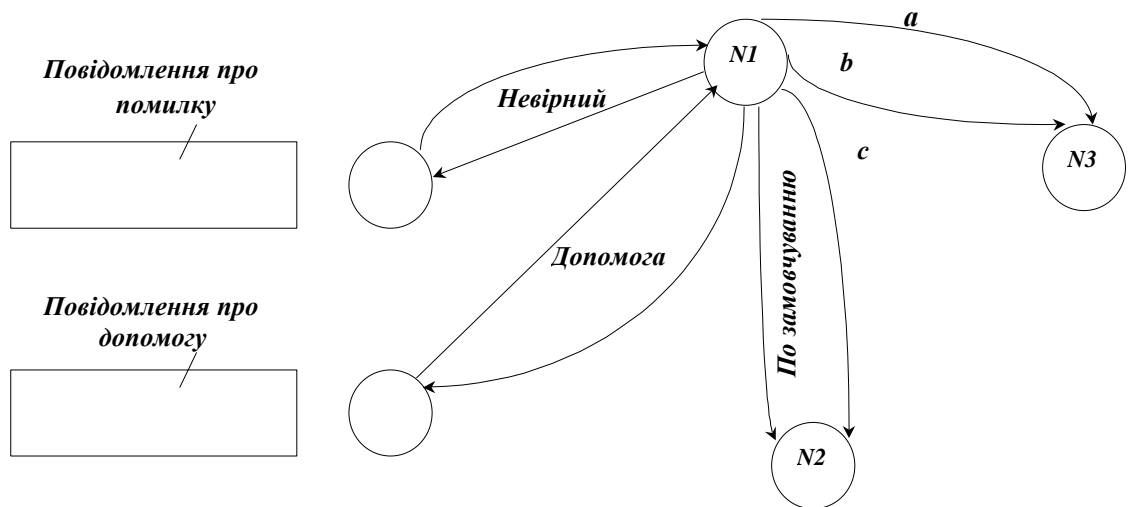 a
N1
b
Повідомлення про
помилку
Невірний
c
N3
По замовчуванню
Допомога
Повідомлення про
допомогу
N2